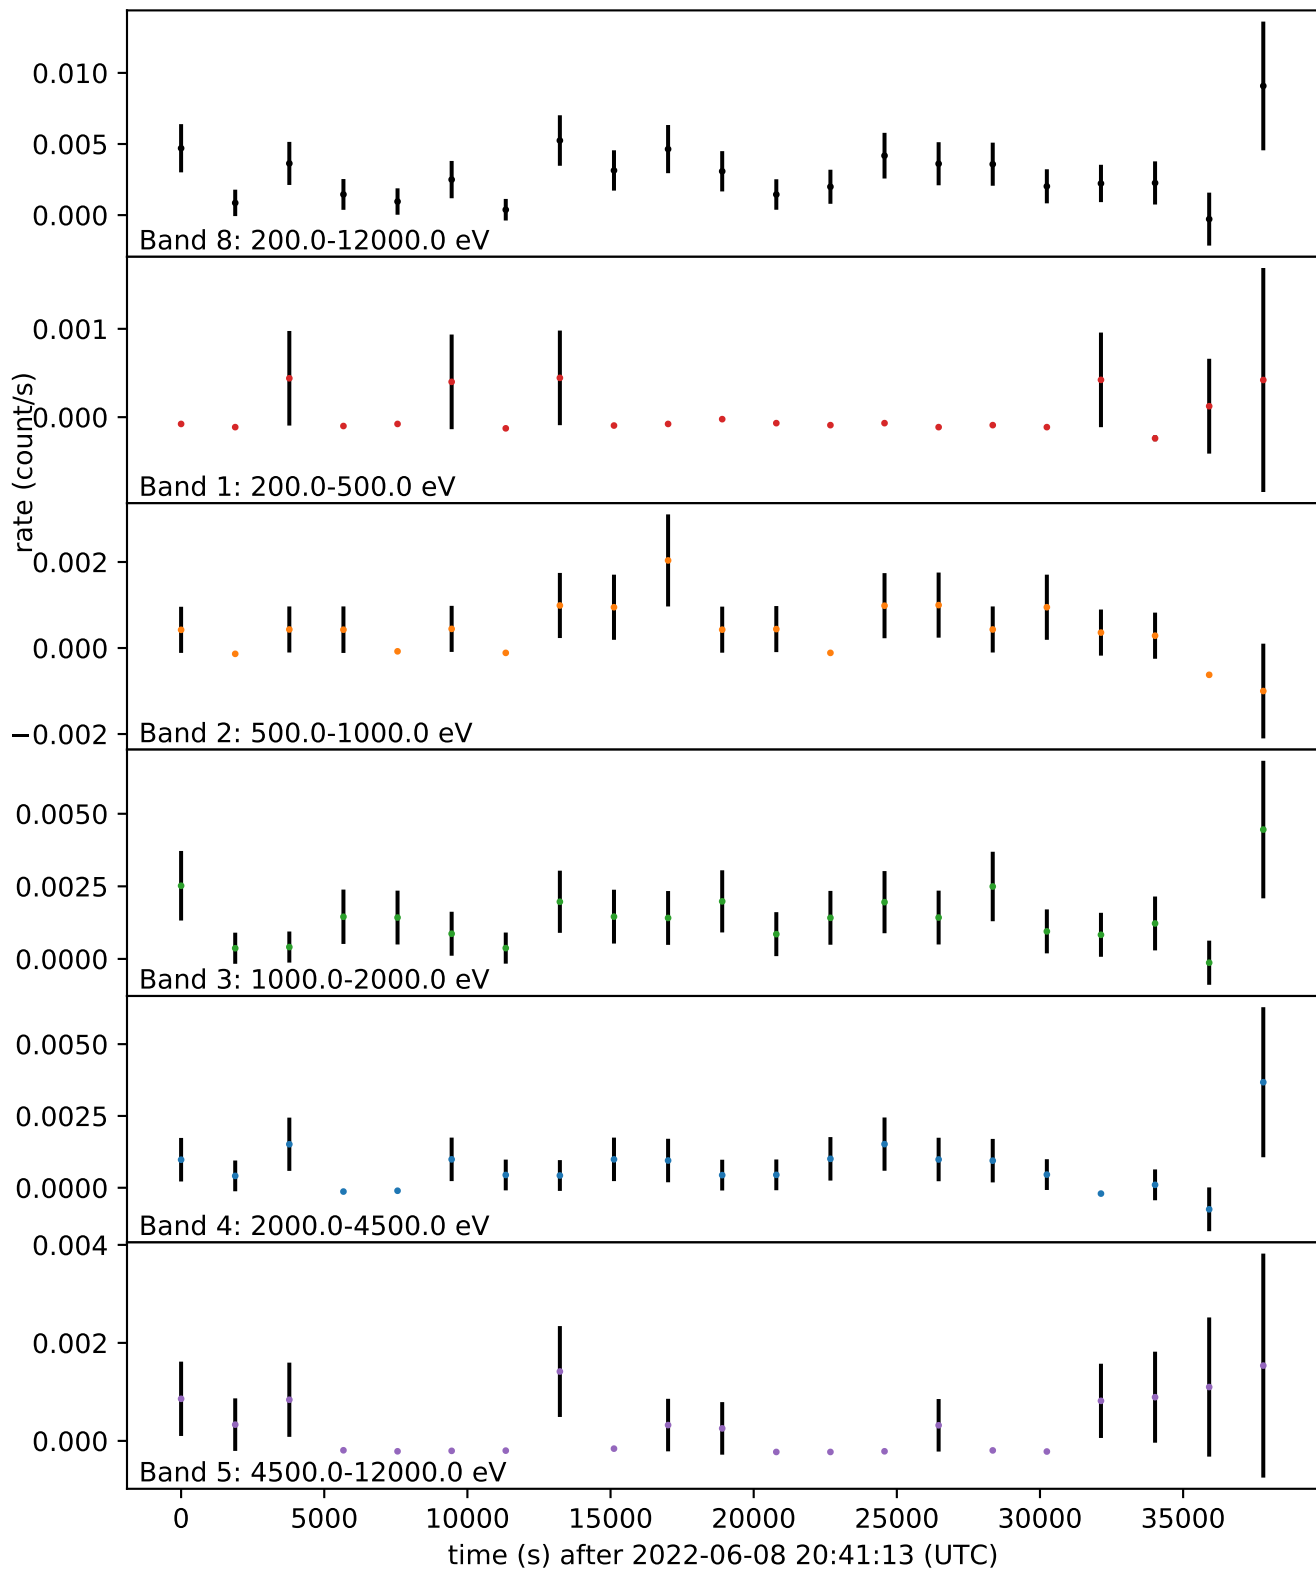 0.010
0.005
0.000
Band 8: 200.0-12000.0 eV
0.001
0.000
Band 1: 200.0-500.0 eV
rate (count/s)
0.002
0.000
−0.002
Band 2: 500.0-1000.0 eV
0.0050
0.0025
0.0000
Band 3: 1000.0-2000.0 eV
0.0050
0.0025
0.0000
Band 4: 2000.0-4500.0 eV
0.004
0.002
0.000
Band 5: 4500.0-12000.0 eV
0 5000 10000 15000 20000 25000 30000 35000
time (s) after 2022-06-08 20:41:13 (UTC)